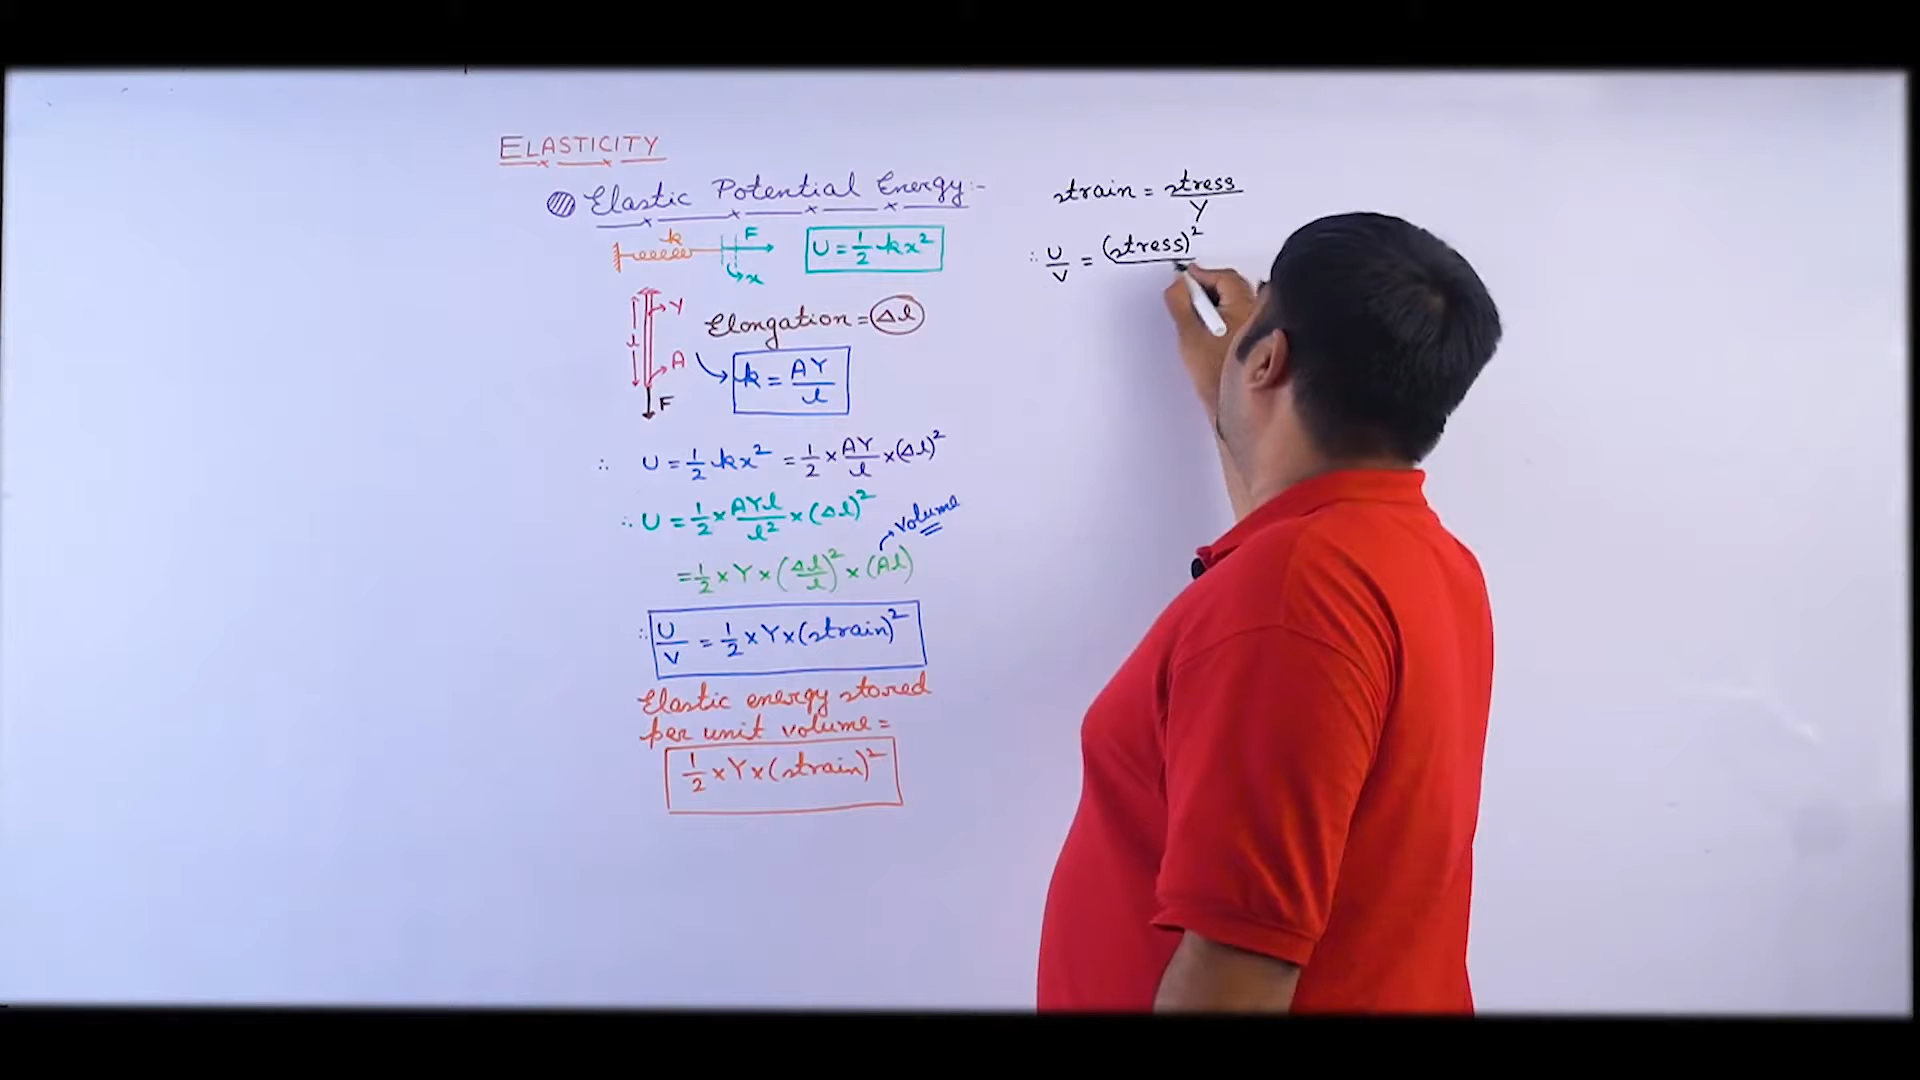 ELASTICITY
Elastic Potential Energy:-
k F x
U = 1/2 kx²
Y l A F
Elongation = Δl
k = AY/l
∴ U = 1/2 kx² = 1/2 × AY/l × (Δl)²
∴ U = 1/2 × AYl/l² × (Δl)²
volume
= 1/2 × Y × (Δl/l)² × (Al)
∴ U/V = 1/2 × Y × (strain)²
Elastic energy stored
per unit volume =
1/2 × Y × (strain)²
strain = stress/Y
∴ U/V = (stress)²